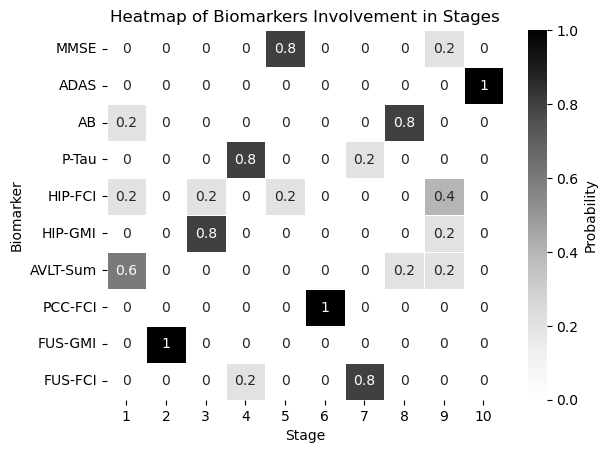 Heatmap of Biomarkers Involvement in Stages
MMSE 0 0 0 0 0.8 0 0 0 0.2 0
ADAS 0 0 0 0 0 0 0 0 0 1
AB 0.2 0 0 0 0 0 0 0.8 0 0
P-Tau 0 0 0 0.8 0 0 0.2 0 0 0
HIP-FCI 0.2 0 0.2 0 0.2 0 0 0 0.4 0
HIP-GMI 0 0 0.8 0 0 0 0 0 0.2 0
AVLT-Sum 0.6 0 0 0 0 0 0 0.2 0.2 0
PCC-FCI 0 0 0 0 0 1 0 0 0 0
FUS-GMI 0 1 0 0 0 0 0 0 0 0
FUS-FCI 0 0 0 0.2 0 0 0.8 0 0 0
1 2 3 4 5 6 7 8 9 10
Stage
Biomarker
1.0
0.8
0.6
0.4
0.2
0.0
Probability